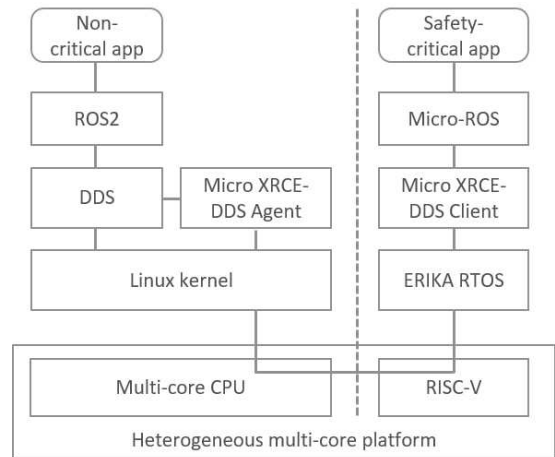 Non-
critical app
Safety-
critical app
ROS2
Micro-ROS
DDS
Micro XRCE-
DDS Agent
Micro XRCE-
DDS Client
Linux kernel
ERIKA RTOS
Multi-core CPU
RISC-V
Heterogeneous multi-core platform